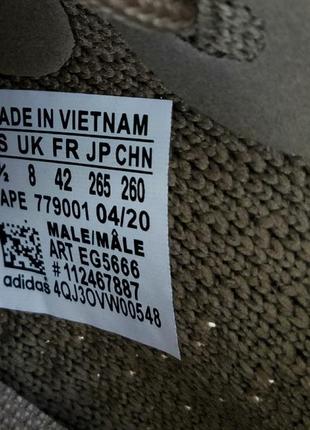 MADE IN VIETNAM
S UK FR JP CHN
½ 8 42 265 260
APE 779001 04/20
MALE/MÂLE
ART EG5666
#112467887
adidas 4QJ3OVW00548